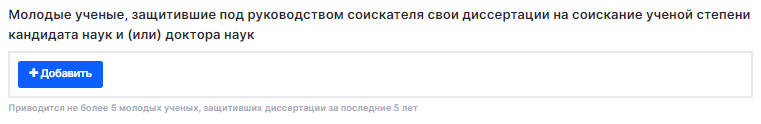 Молодые ученые, защитившие под руководством соискателя свои диссертации на соискание ученой степени
кандидата наук и (или) доктора наук
+ Добавить
Приводится не более 5 молодых ученых, защитивших диссертации за последние 5 лет